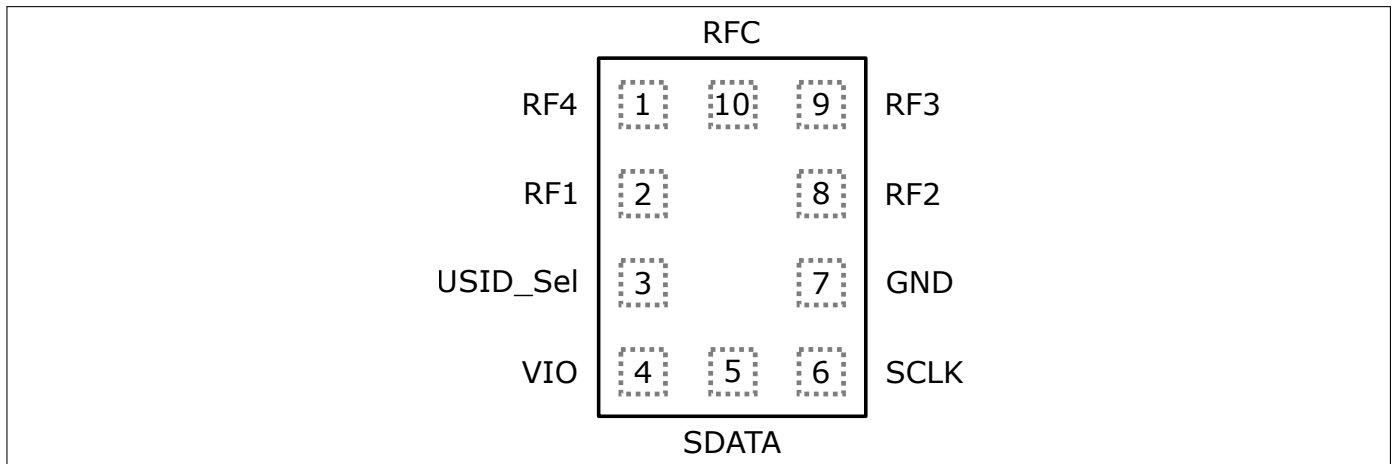 RFC
RF4 1 10 9 RF3
RF1 2 8 RF2
USID_Sel 3 7 GND
VIO 4 5 6 SCLK
SDATA